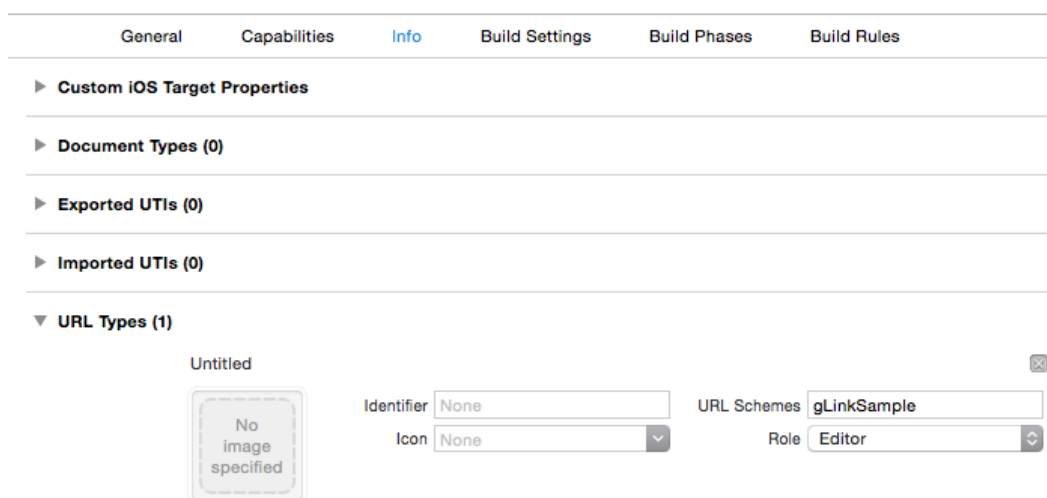 General Capabilities Info Build Settings Build Phases Build Rules
Custom iOS Target Properties
Document Types (0)
Exported UTIs (0)
Imported UTIs (0)
URL Types (1)
Untitled
No
image
specified
Identifier None
Icon None
URL Schemes gLinkSample
Role Editor